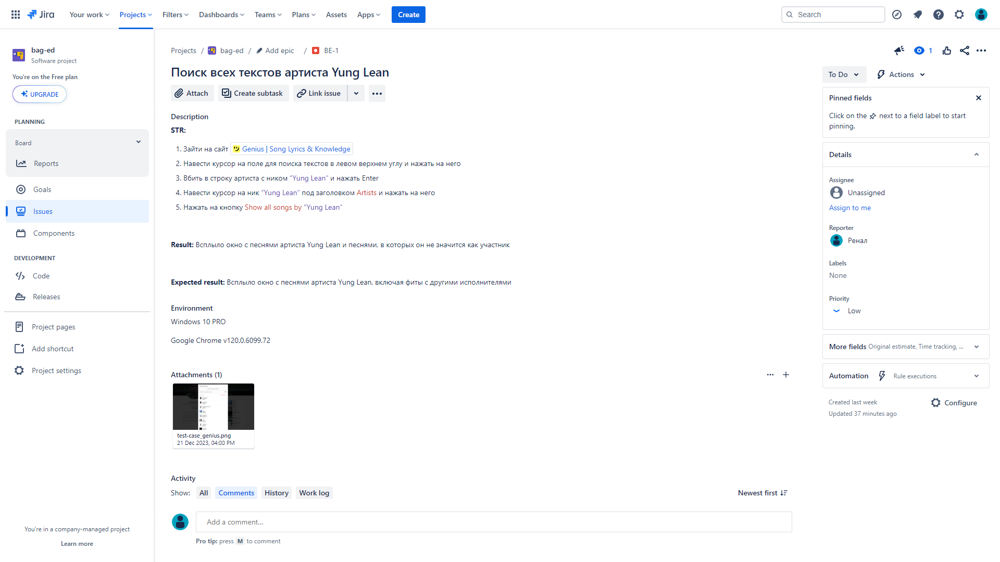 Jira
Your work
Projects
Filters
Dashboards
Teams
Plans
Assets
Apps
Create
Search
bag-ed
Software project
You're on the Free plan
UPGRADE
PLANNING
Board
Reports
Goals
Issues
Components
DEVELOPMENT
Code
Releases
Project pages
Add shortcut
Project settings
You're in a company-managed project
Learn more
Projects / bag-ed / Add epic / BE-1
1
Поиск всех текстов артиста Yung Lean
Attach
Create subtask
Link issue
Description
STR:
1. Зайти на сайт Genius | Song Lyrics & Knowledge
2. Навести курсор на поле для поиска текстов в левом верхнем углу и нажать на него
3. Вбить в строку артиста с ником “Yung Lean” и нажать Enter
4. Навести курсор на ник “Yung Lean” под заголовком Artists и нажать на него
5. Нажать на кнопку Show all songs by “Yung Lean”
Result: Всплыло окно с песнями артиста Yung Lean и песнями, в которых он не значится как участник
Expected result: Всплыло окно с песнями артиста Yung Lean, включая фиты с другими исполнителями
Environment
Windows 10 PRO
Google Chrome v120.0.6099.72
Attachments (1)
test-case_genius.png
21 Dec 2023, 04:00 PM
Activity
Show: All Comments History Work log
Newest first
Add a comment...
Pro tip: press M to comment
To Do
Actions
Pinned fields
Click on the next to a field label to start
pinning.
Details
Assignee
Unassigned
Assign to me
Reporter
Ренал
Labels
None
Priority
Low
More fields Original estimate, Time tracking, ...
Automation Rule executions
Created last week
Updated 37 minutes ago
Configure